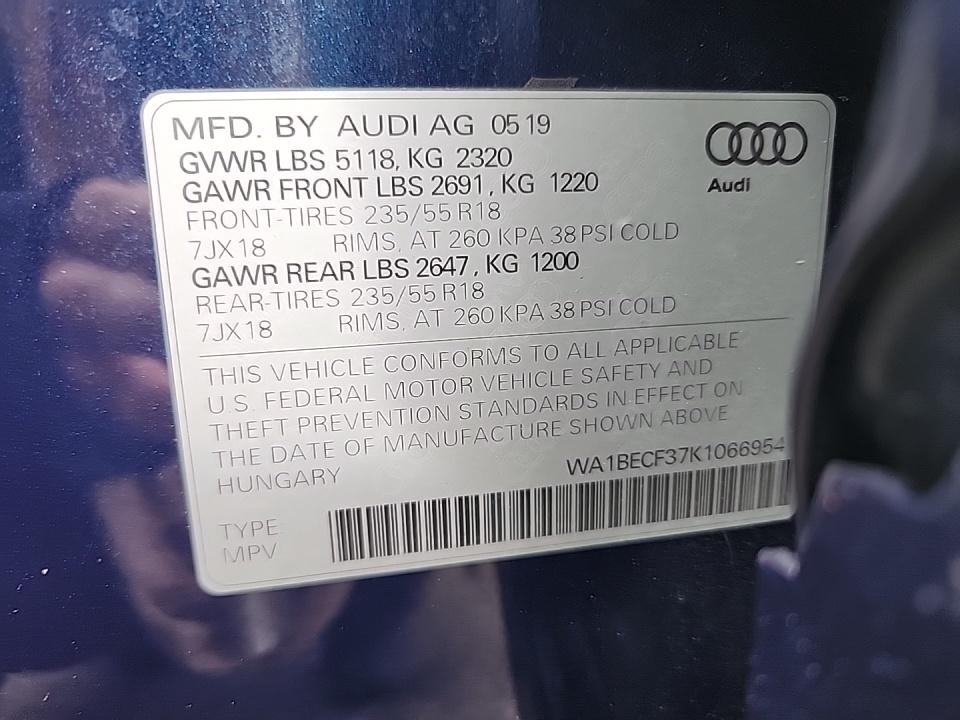 MFD. BY AUDI AG 05 19
GVWR LBS 5118, KG 2320
GAWR FRONT LBS 2691, KG 1220
FRONT-TIRES 235/55 R18
7JX18 RIMS, AT 260 KPA 38 PSI COLD
GAWR REAR LBS 2647, KG 1200
REAR-TIRES 235/55 R18
7JX18 RIMS, AT 260 KPA 38 PSI COLD
Audi
THIS VEHICLE CONFORMS TO ALL APPLICABLE
U.S. FEDERAL MOTOR VEHICLE SAFETY AND
THEFT PREVENTION STANDARDS IN EFFECT ON
THE DATE OF MANUFACTURE SHOWN ABOVE
HUNGARY WA1BECF37K1066954
TYPE
MPV